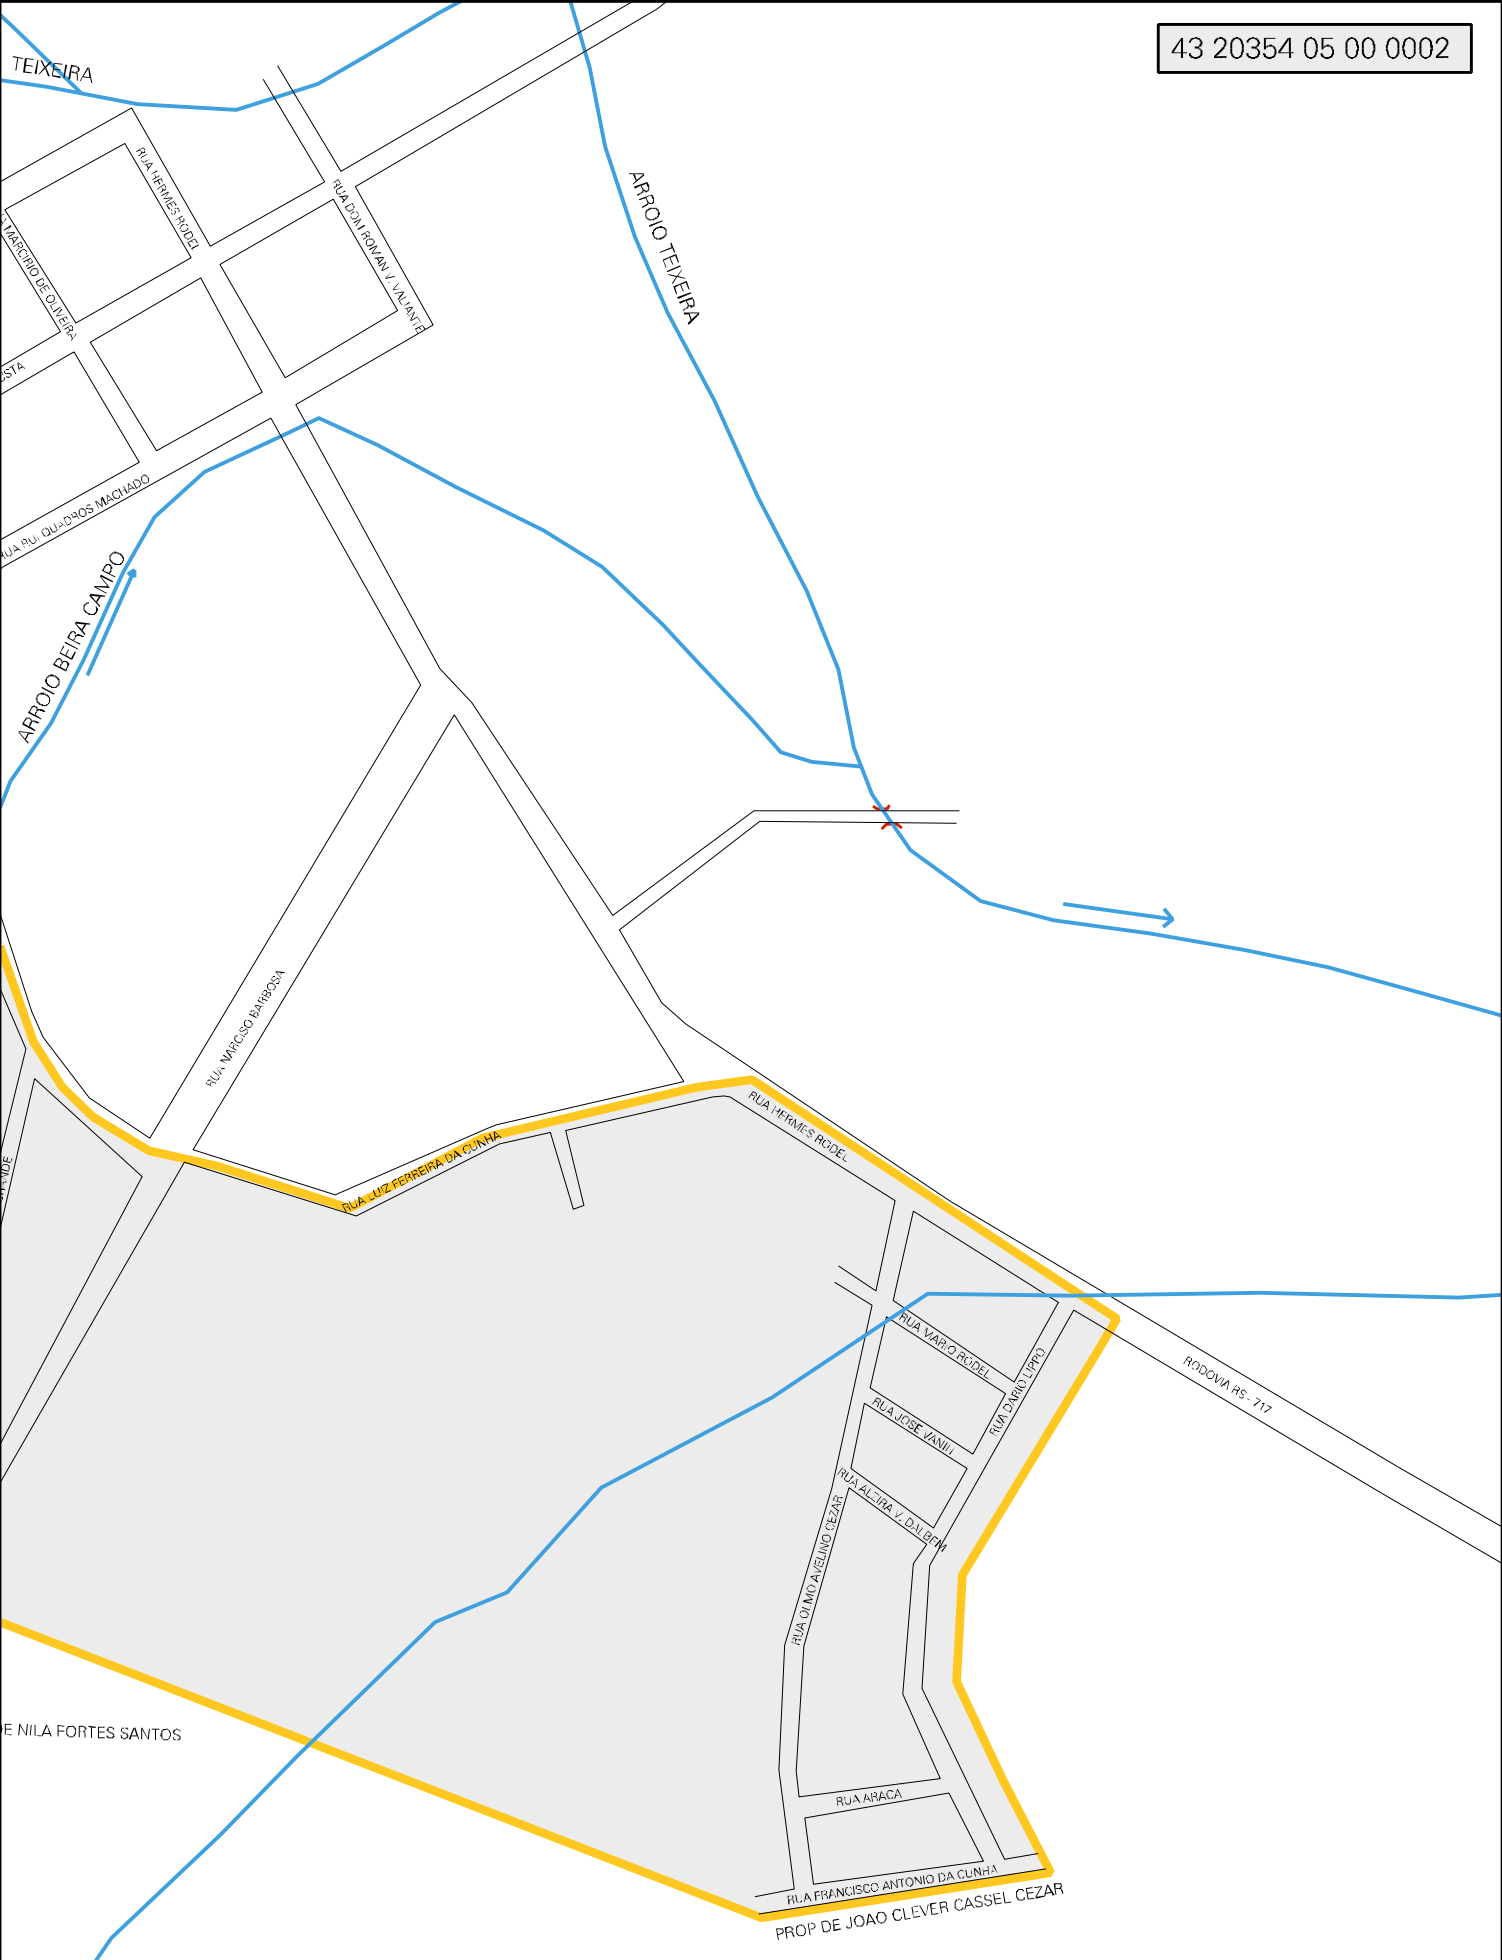 43 20354 05 00 0002
TEIXEIRA
RUA HERMES RODEL
RUA DOM ROMAN V. VALIANTE
ARROIO TEIXEIRA
MARCIRIO DE OLIVEIRA
RUA RUI QUADROS MACHADO
ARROIO BEIRA CAMPO
RUA NARCISO BARBOSA
RUA LUIZ FERREIRA DA CUNHA
RUA HERMES RODEL
RUA MARIO RODEL
RUA DARIO LIPPO
RODOVIA RS - 717
RUA JOSE VANILI
RUA ALZIRA V. DALBEM
RUA OLMO AVELINO CEZAR
E NILA FORTES SANTOS
RUA ARACA
RUA FRANCISCO ANTONIO DA CUNHA
PROP DE JOAO CLEVER CASSEL CEZAR